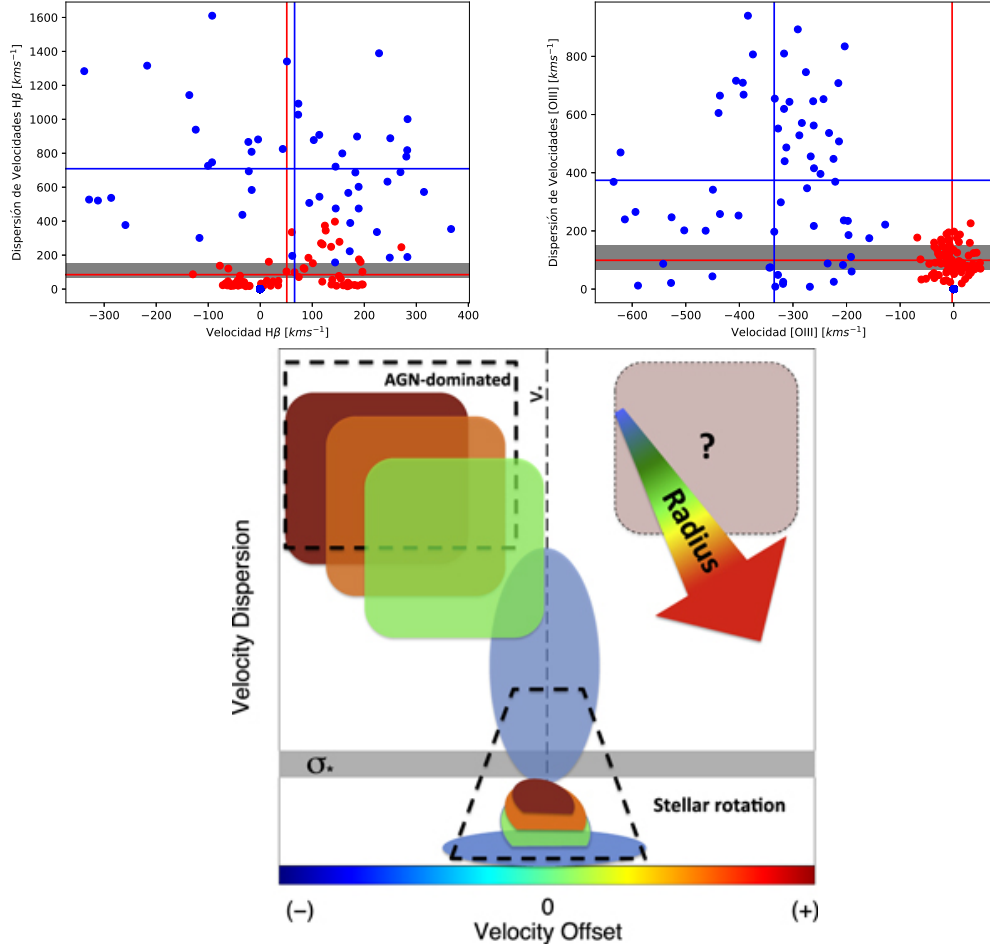 1600
1400
1200
1000
800
600
400
200
0
Dispersión de Velocidades Hβ [kms⁻¹]
−300 −200 −100 0 100 200 300 400
Velocidad Hβ [kms⁻¹]
800
600
400
200
0
Dispersión de Velocidades [OIII] [kms⁻¹]
−600 −500 −400 −300 −200 −100 0
Velocidad [OIII] [kms⁻¹]
AGN-dominated
V*
?
Radius
Velocity Dispersion
σ*
Stellar rotation
(−) 0 (+)
Velocity Offset